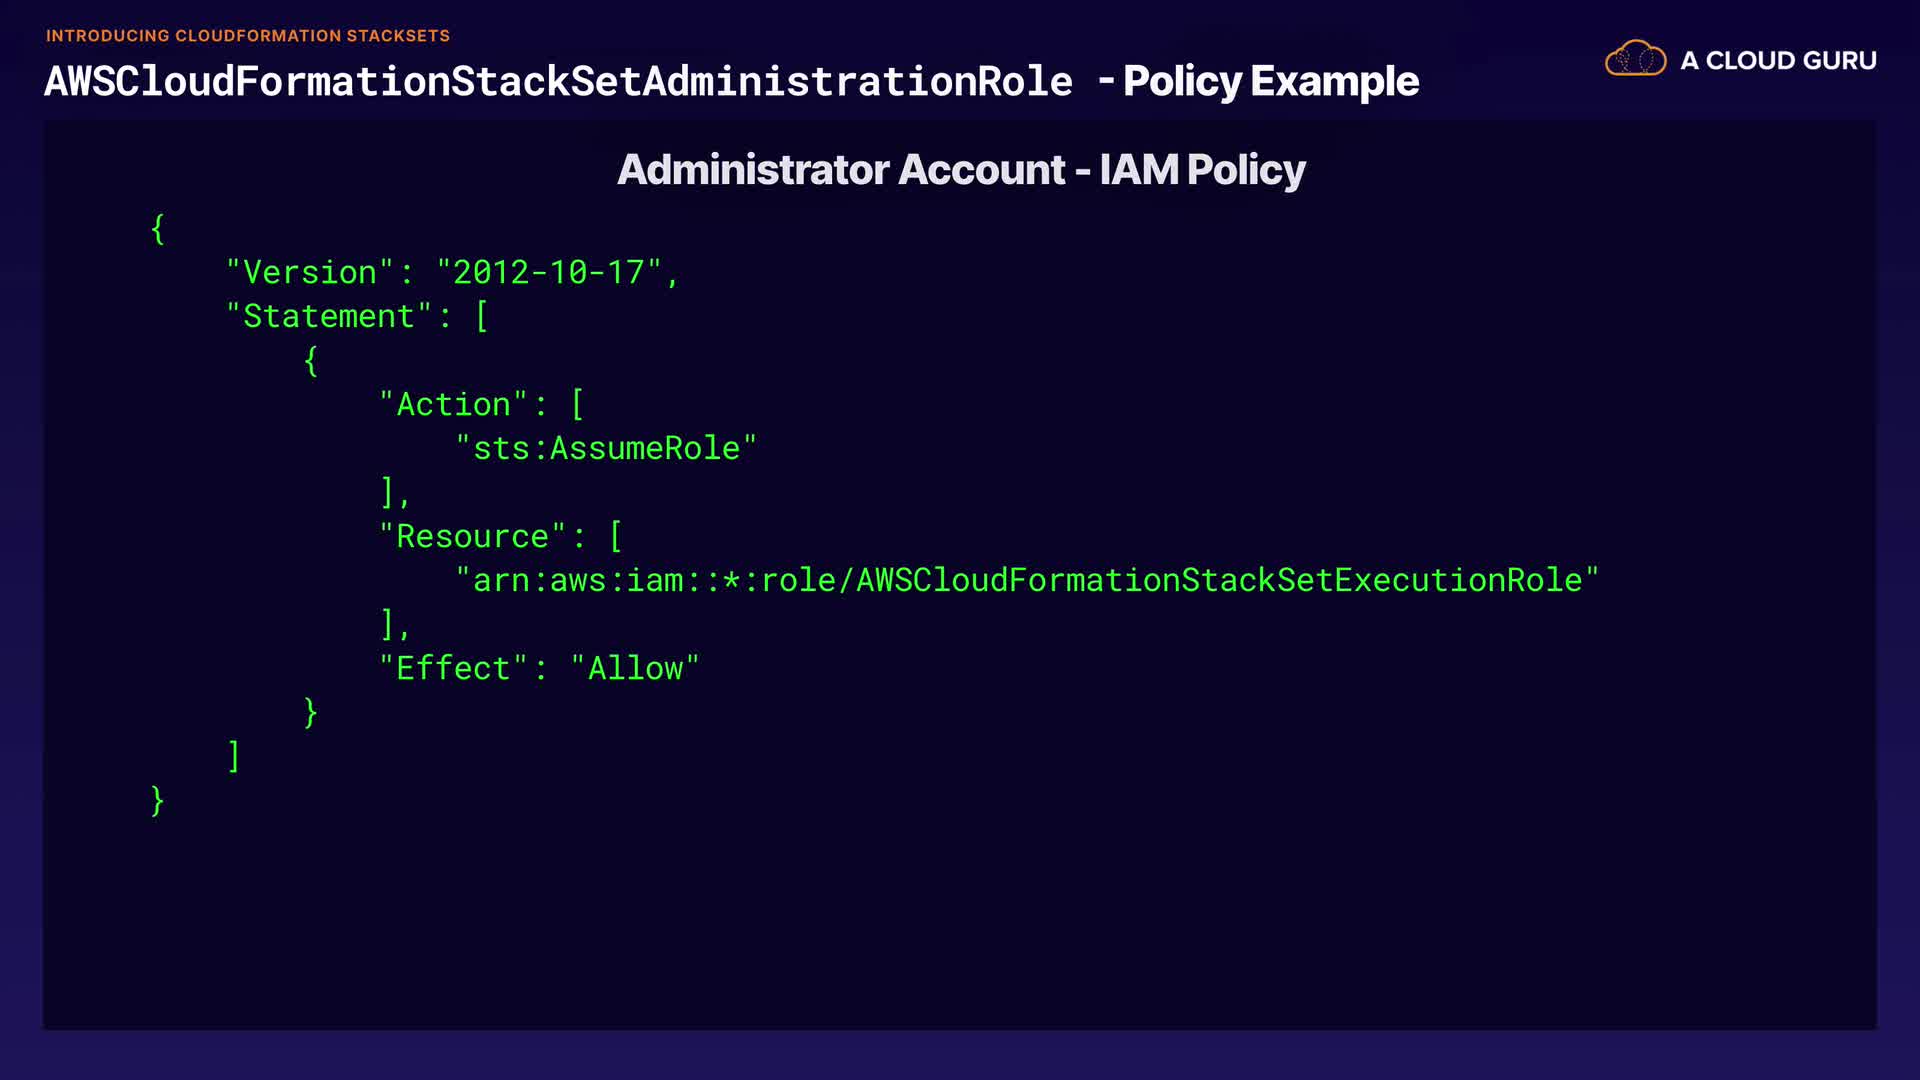 INTRODUCING CLOUDFORMATION STACKSETS
AWSCloudFormationStackSetAdministrationRole - Policy Example
A CLOUD GURU
Administrator Account - IAM Policy
{
"Version": "2012-10-17",
"Statement": [
{
"Action": [
"sts:AssumeRole"
],
"Resource": [
"arn:aws:iam::*:role/AWSCloudFormationStackSetExecutionRole"
],
"Effect": "Allow"
}
]
}